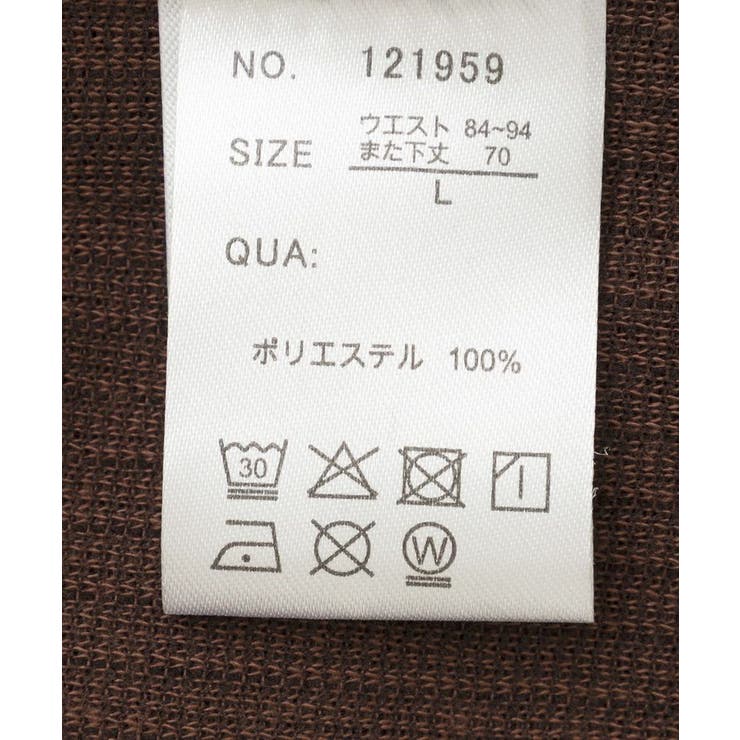 NO. 121959
SIZE ウエスト 84~94
また下丈 70
L
QUA:
ポリエステル 100%
30
W